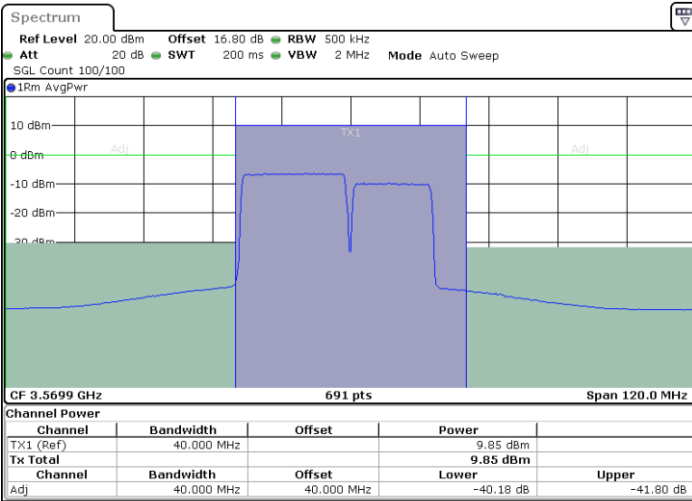 Spectrum
Ref Level 20.00 dBm Offset 16.80 dB RBW 500 kHz
Att 20 dB SWT 200 ms VBW 2 MHz Mode Auto Sweep
SGL Count 100/100
1Rm AvgPwr
10 dBm
TX1
Adj Adj
0 dBm
-10 dBm
-20 dBm
-30 dBm
CF 3.5699 GHz 691 pts Span 120.0 MHz
Channel Power
Channel Bandwidth Offset Power
TX1 (Ref) 40.000 MHz 9.85 dBm
Tx Total 9.85 dBm
Channel Bandwidth Offset Lower Upper
Adj 40.000 MHz 40.000 MHz -40.18 dB -41.80 dB